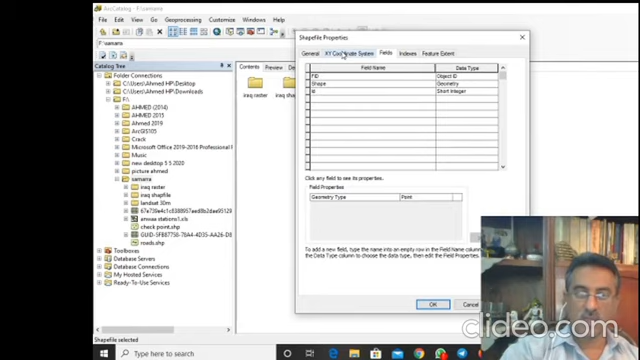 ArcCatalog - F:\samarra
File Edit View Go Geoprocessing Customize Windows Help
F:\samarra
Catalog Tree
Folder Connections
C:\Users\Ahmed HP\Desktop
C:\Users\Ahmed HP\Downloads
F:\
AHMED (2014)
AHMED 2018
Ahmed 2019
ArcGIS105
Crack
Microsoft Office 2019-2016 Professional F
Music
new desktop 5 5 2020
picture ahmed
samarra
iraq raster
iraq shapfile
landsat 30m
anwaa stations1.xls
check point.shp
roads.shp
Toolboxes
Database Servers
Database Connections
My Hosted Services
Ready-To-Use Services
Shapefile selected
Contents Preview
iraq raster
Shapefile Properties
General XY Coordinate System Fields Indexes Feature Extent
Field Name Data Type
FID Object ID
Shape Geometry
Id Short Integer
Click any field to see its properties.
Field Properties
Geometry Type Point
To add a new field, type the name into an empty row in the Field Name column
the Data Type column to choose the data type, then edit the Field Properties.
OK Cancel
Type here to search
clideo.com